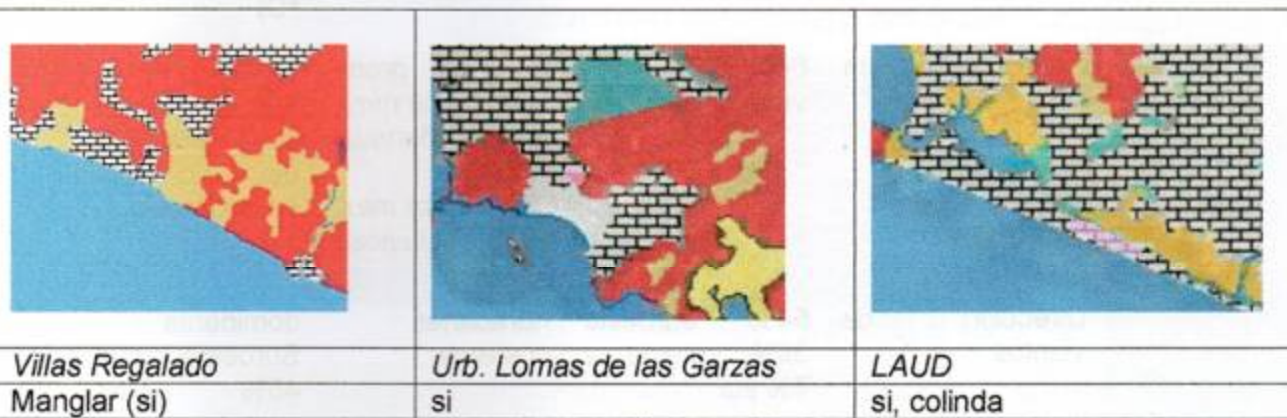 Villas Regalado Urb. Lomas de las Garzas LAUD
Manglar (si) si si, colinda